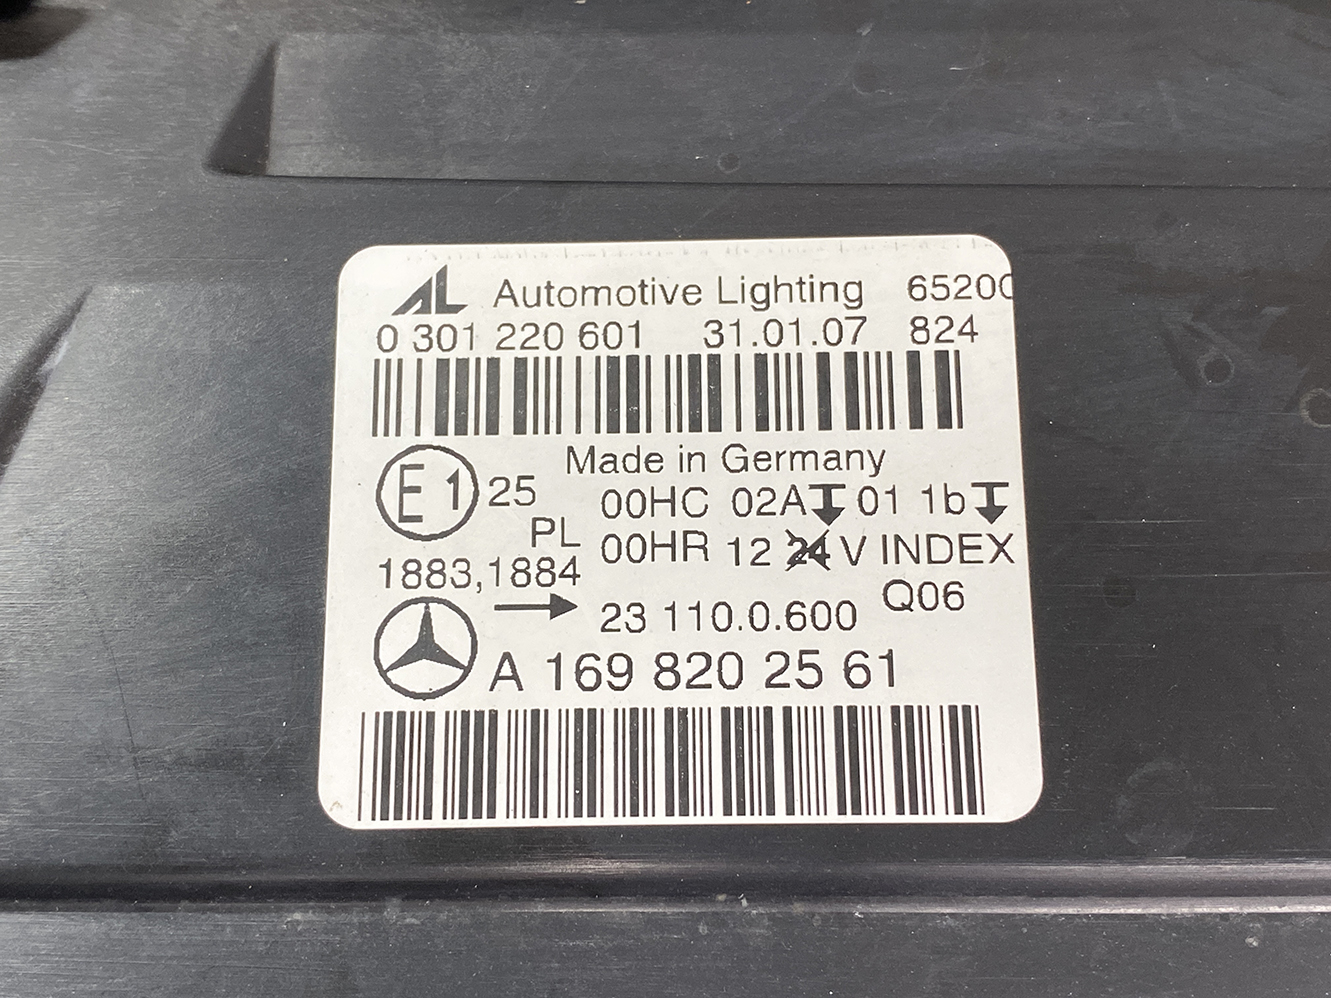 AL Automotive Lighting 6520
0 301 220 601 31.01.07 824
Made in Germany
E1 25 00HC 02A 01 1b
PL 00HR 12 24 V INDEX
1883,1884 Q06
→ 23 110.0.600
A 169 820 25 61